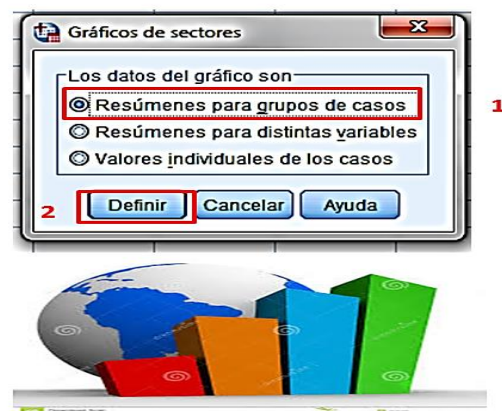 Gráficos de sectores
Los datos del gráfico son
Resúmenes para grupos de casos
1
Resúmenes para distintas variables
Valores individuales de los casos
2
Definir
Cancelar
Ayuda